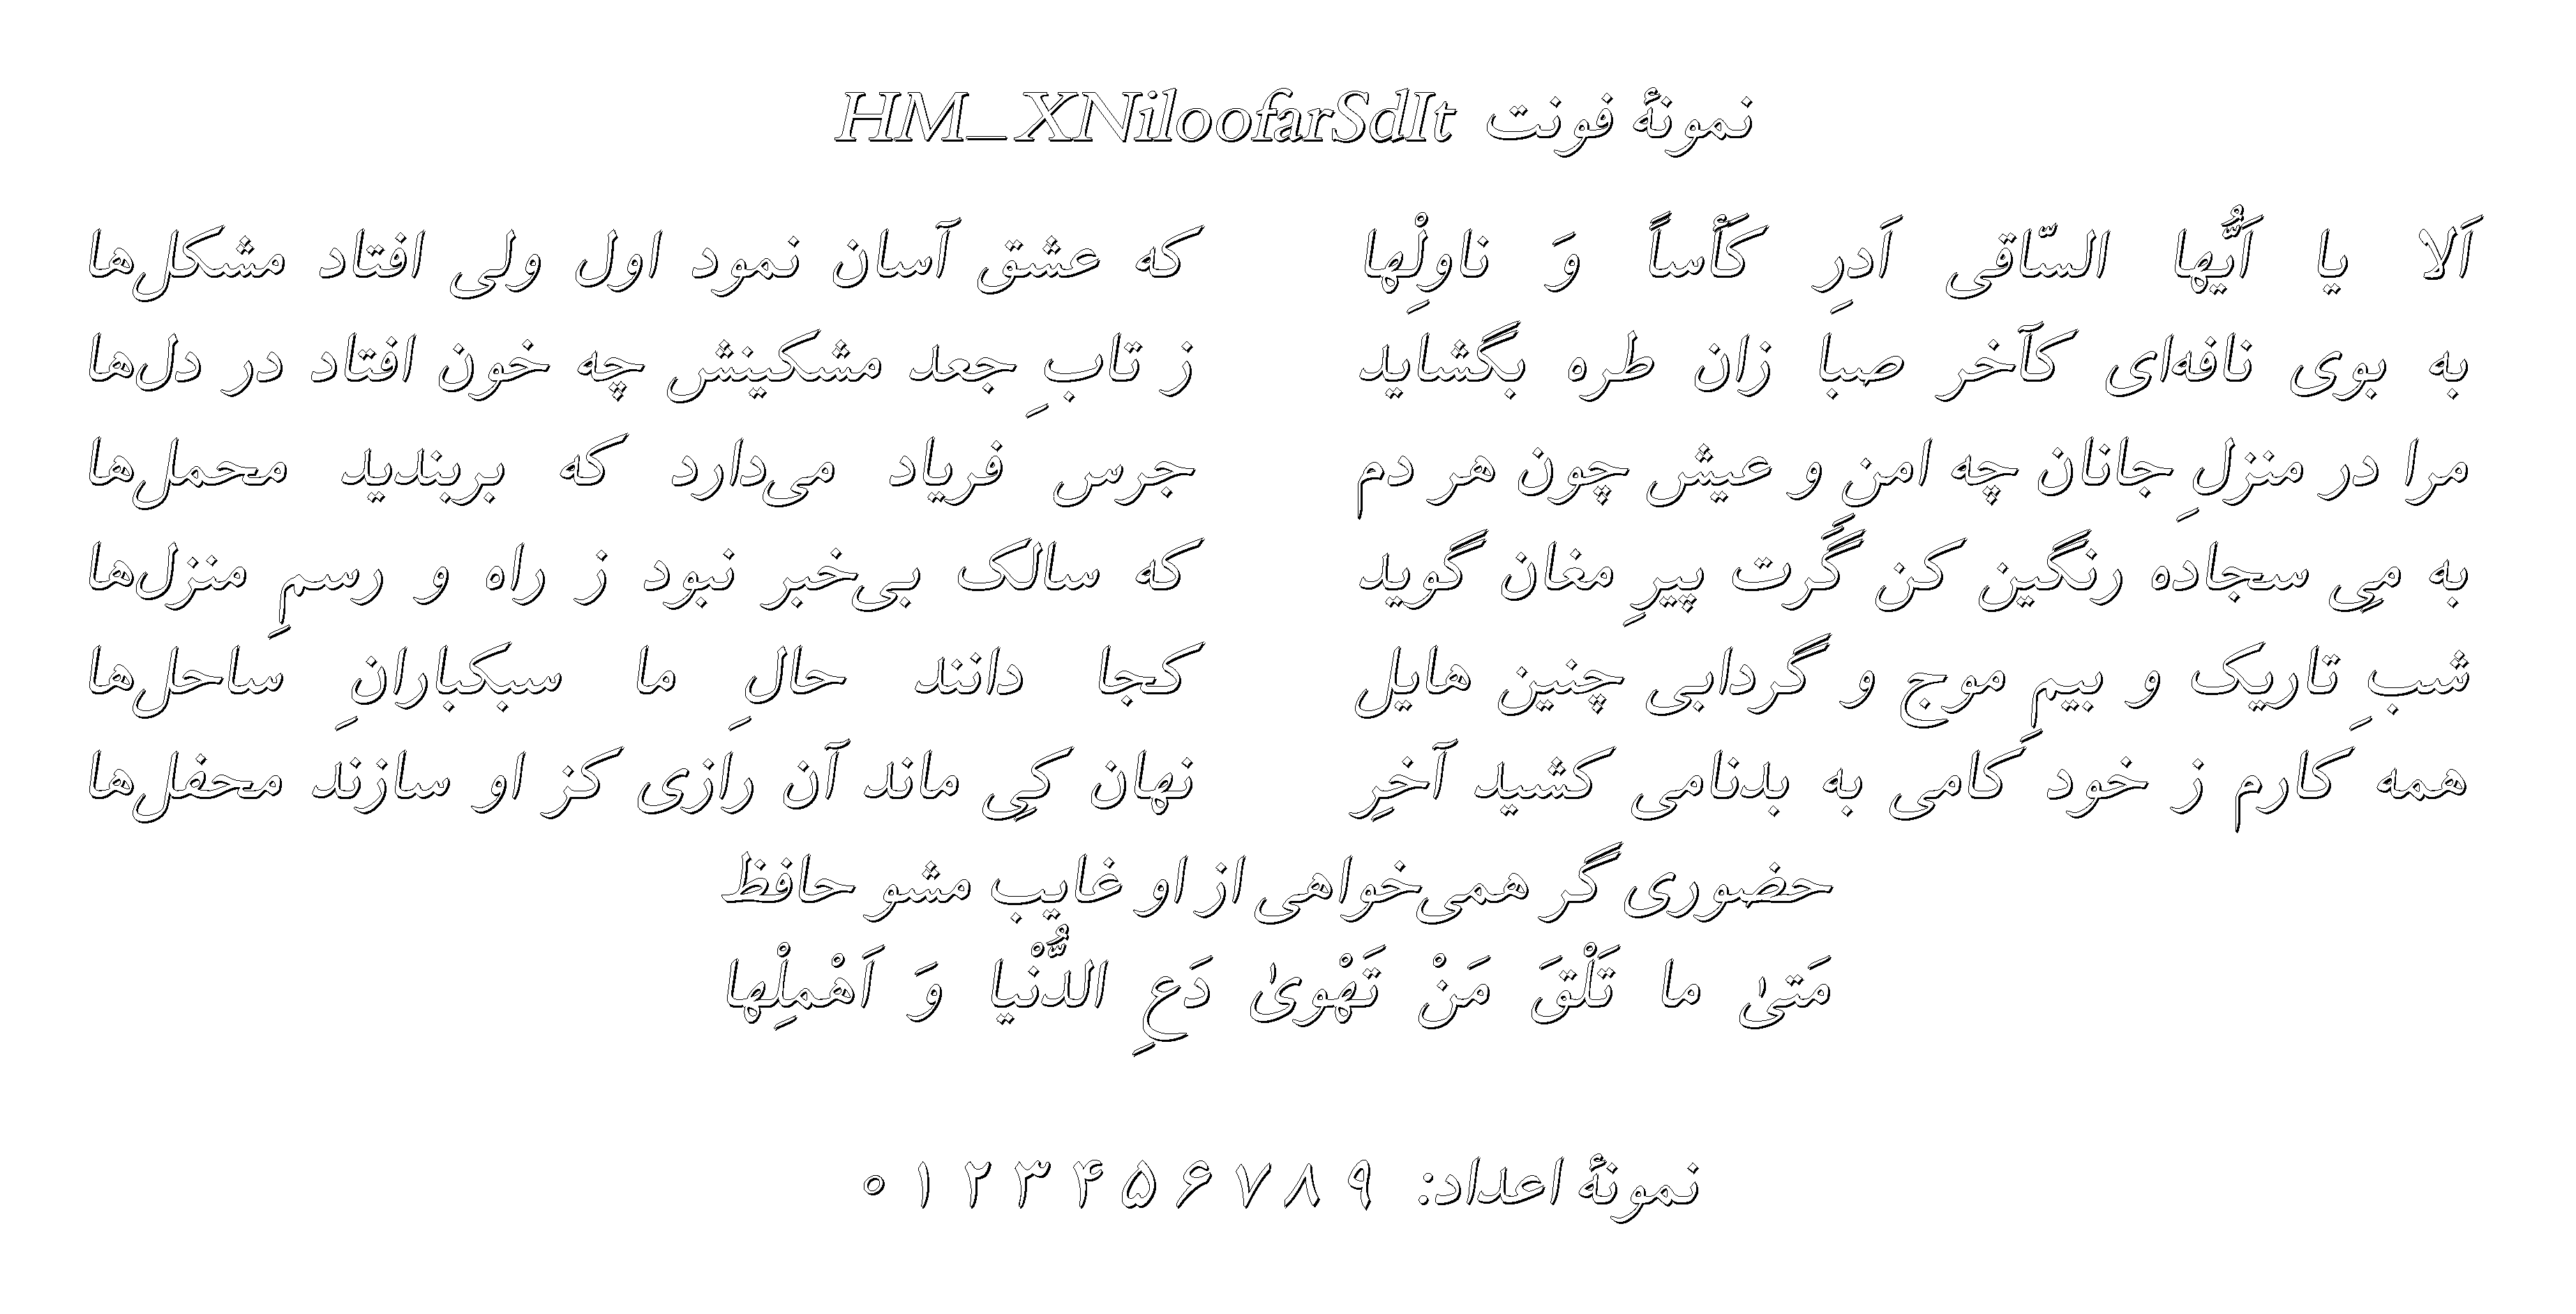 نمونهٔ فونت HM_XNiloofarSdIt
اَلا یا اَیُّها السّاقی اَدرِ کَأساً وَ ناوِلْها که عشق آسان نمود اول ولی افتاد مشکل‌ها
به بوی نافه‌ای کآخر صبا زان طره بگشاید ز تابِ جعد مشکینش چه خون افتاد در دل‌ها
مرا در منزلِ جانان چه امنِ و عیش چون هر دم جرس فریاد می‌دارد که بربندید محمل‌ها
به مِی سجاده رنگین کن گَرت پیرِ مغان گوید که سالک بی‌خبر نبود ز راه و رسمِ منزل‌ها
شبِ تاریک و بیمِ موج و گردابی چنین هایل کجا دانند حالِ ما سبکبارانِ ساحل‌ها
همه کارم ز خود کامی به بدنامی کشید آخرِ نهان کِی ماند آن رازی کز او سازند محفل‌ها
حضوری گر همی‌خواهی از او غایب مشو حافظ
مَتیٰ ما تَلْقَ مَنْ تَهْویٰ دَعِ الدُّنْیا وَ اَهْمِلْها
نمونهٔ اعداد: ۹ ۸ ۷ ۶ ۵ ۴ ۳ ۲ ۱ ۰